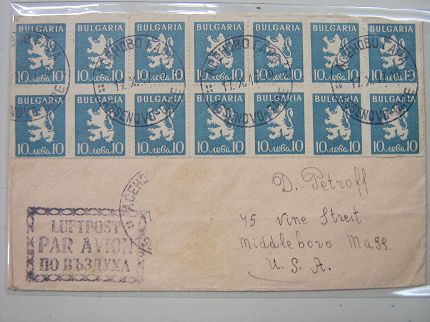 BULGARIA BULGARIA BULGARIA BULGARIA BULGARIA BULGARIA BULGARIA
10 лева 10 10 лева 10 10 лева 10 10 лева 10 10 лева 10 10 лева 10 10 лева 10
BULGARIA BULGARIA BULGARIA BULGARIA BULGARIA BULGARIA BULGARIA
10 лева 10 10 лева 10 10 лева 10 10 лева 10 10 лева 10 10 лева 10 10 лева 10
D. Petroff
75 Vine Street
Middleboro Mass.
U. S. A.
LUFTPOST
PAR AVION
ПО ВЪЗДУХА